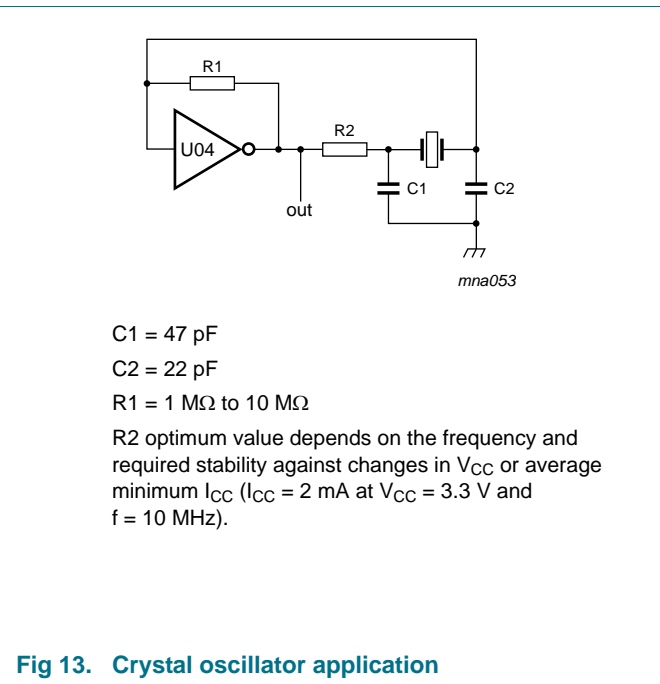 R1
U04
R2
C1
C2
out
mna053
C1 = 47 pF
C2 = 22 pF
R1 = 1 MΩ to 10 MΩ
R2 optimum value depends on the frequency and
required stability against changes in VCC or average
minimum ICC (ICC = 2 mA at VCC = 3.3 V and
f = 10 MHz).
Fig 13. Crystal oscillator application